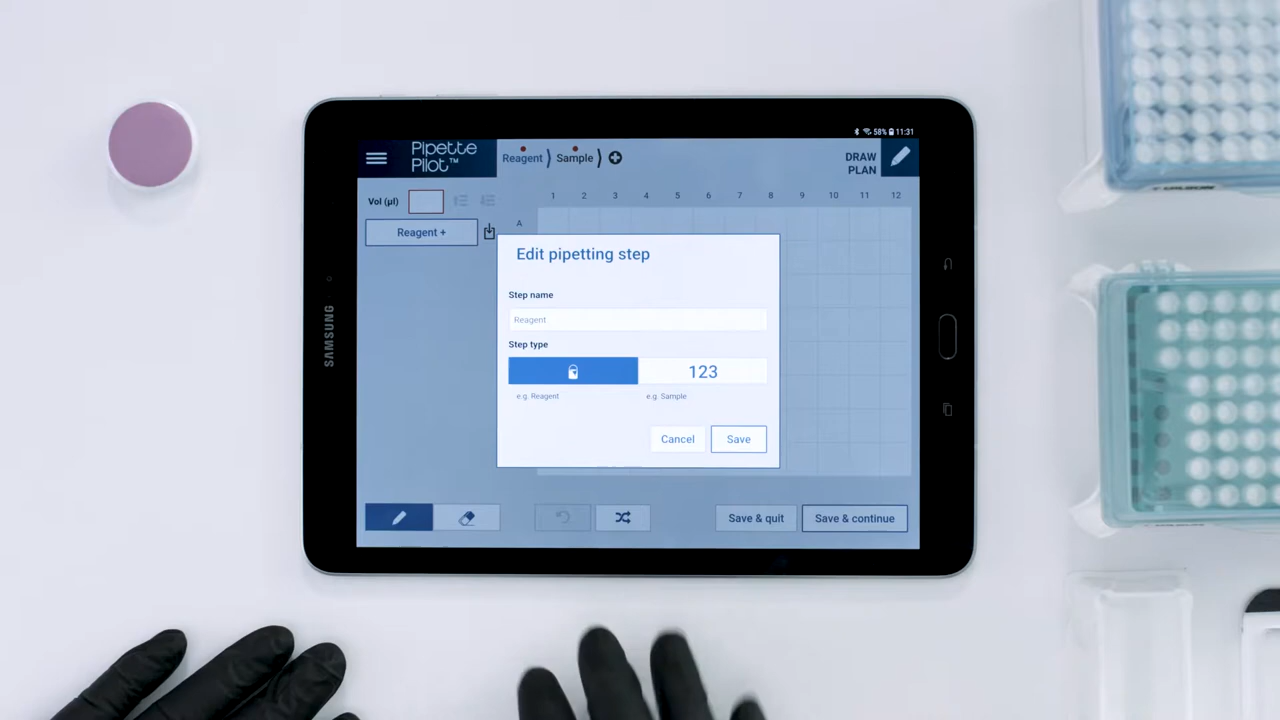 58% 11:31
Pipette
Pilot™
Reagent
Sample
DRAW
PLAN
Vol (µl)
1 2 3 4 5 6 7 8 9 10 11 12
Reagent +
A
Edit pipetting step
Step name
Reagent
Step type
123
e.g. Reagent
e.g. Sample
Cancel
Save
Save & quit
Save & continue
SAMSUNG
GILSON